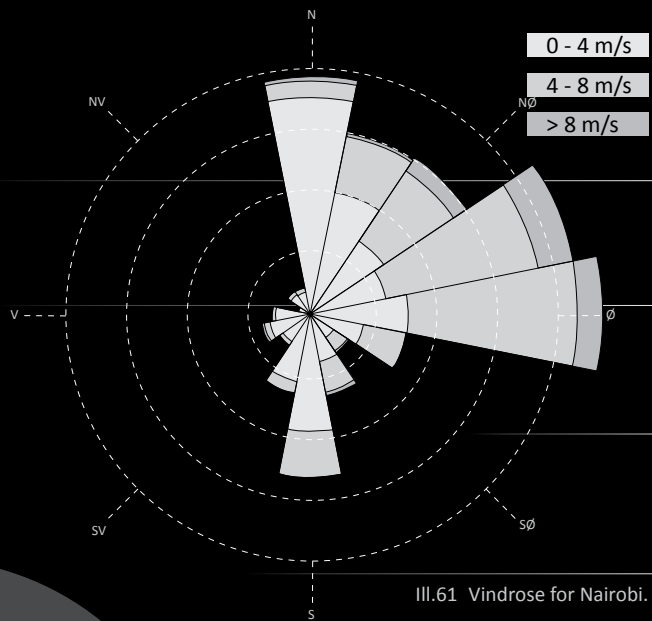 N
0 - 4 m/s
4 - 8 m/s
> 8 m/s
NV
NØ
V
Ø
SV
SØ
S
Ill.61 Vindrose for Nairobi.